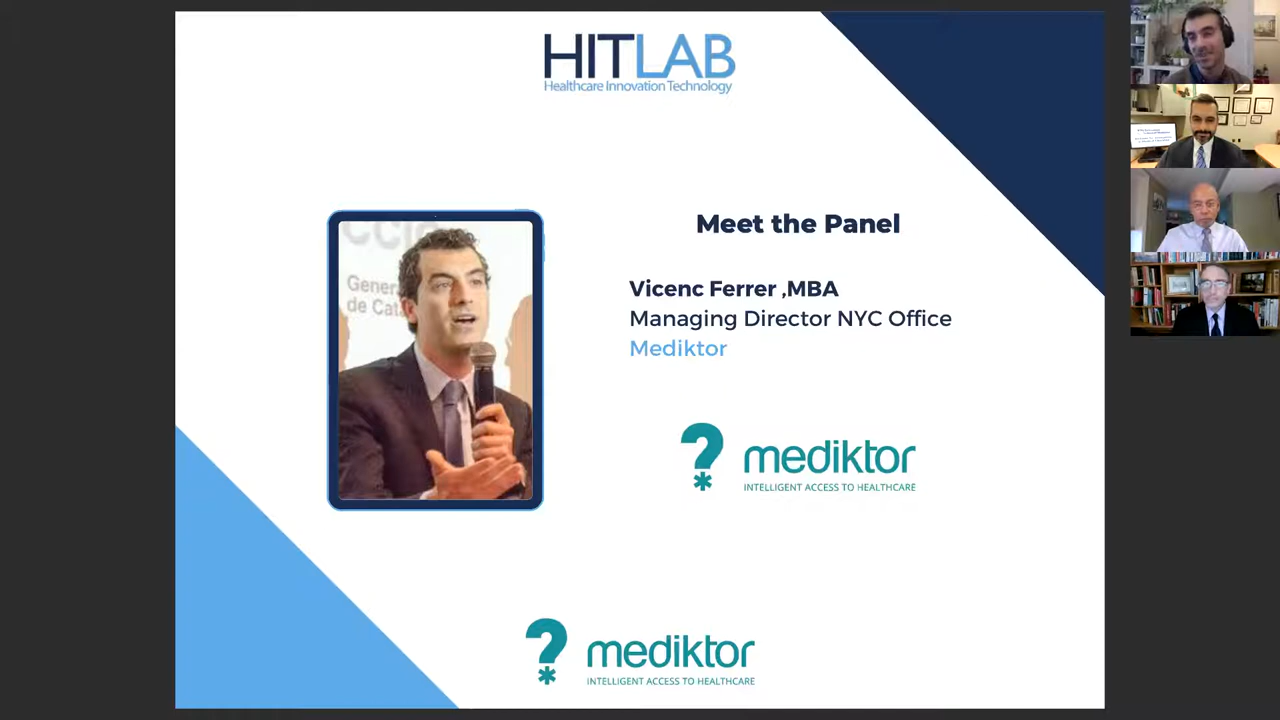 HITLAB
Healthcare Innovation Technology
Meet the Panel
Vicenc Ferrer ,MBA
Managing Director NYC Office
Mediktor
mediktor
INTELLIGENT ACCESS TO HEALTHCARE
mediktor
INTELLIGENT ACCESS TO HEALTHCARE